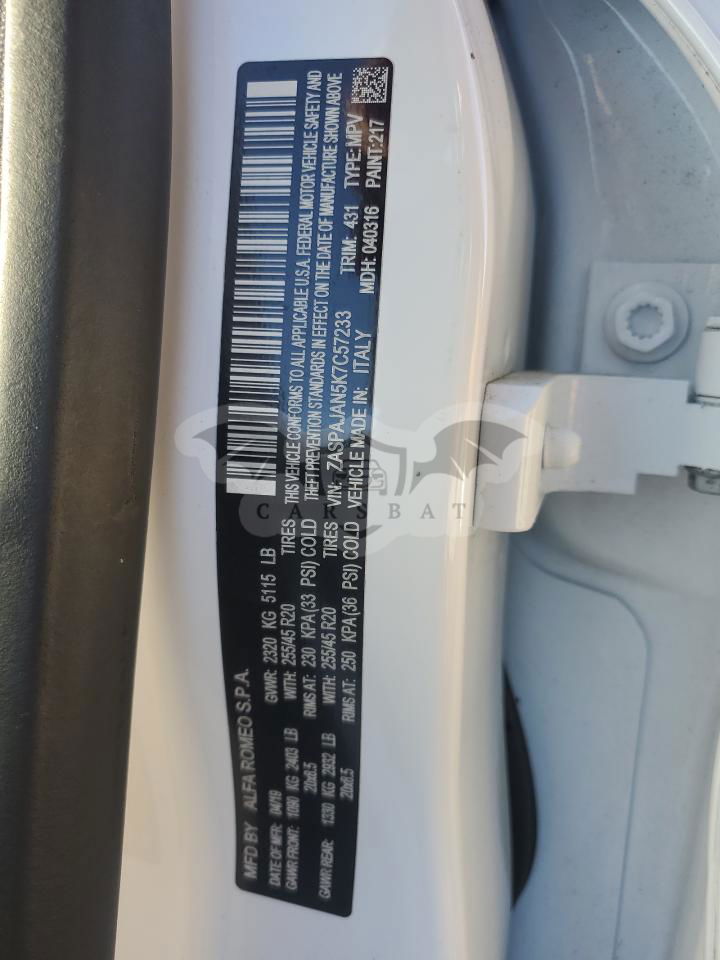 MFD BY ALFA ROMEO S.P.A.
DATE OF MFR: 04/19 GVWR: 2320 KG 5115 LB
GAWR FRONT: 1090 KG 2403 LB WITH: 255/45 R20 TIRES
20x8.5 RIMS AT: 230 KPA(33 PSI) COLD
GAWR REAR: 1330 KG 2932 LB WITH: 255/45 R20 TIRES
20x8.5 RIMS AT: 250 KPA(36 PSI) COLD
THIS VEHICLE CONFORMS TO ALL APPLICABLE U.S.A. FEDERAL MOTOR VEHICLE SAFETY AND
THEFT PREVENTION STANDARDS IN EFFECT ON THE DATE OF MANUFACTURE SHOWN ABOVE
VIN: ZASPAJAN5K7C57233 TRIM: 431 TYPE: MPV
VEHICLE MADE IN: ITALY MDH: 040316 PAINT: 217
CARSBAT